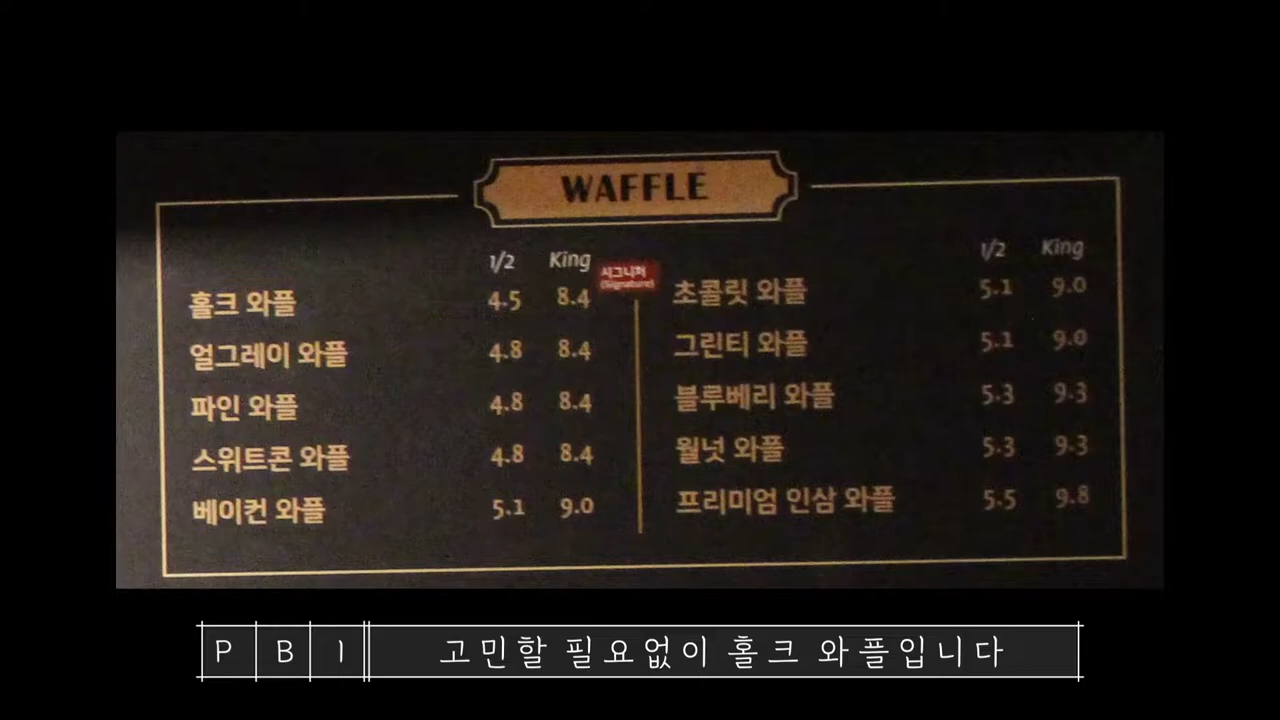 WAFFLE
1/2 King
홀크 와플 4.5 8.4 시그니처 (Signature)
얼그레이 와플 4.8 8.4
파인 와플 4.8 8.4
스위트콘 와플 4.8 8.4
베이컨 와플 5.1 9.0
1/2 King
초콜릿 와플 5.1 9.0
그린티 와플 5.1 9.0
블루베리 와플 5.3 9.3
월넛 와플 5.3 9.3
프리미엄 인삼 와플 5.5 9.8
P B I 고민할 필요없이 홀크 와플입니다